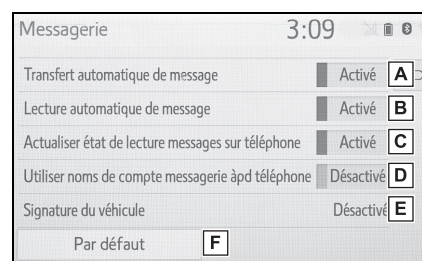 Messagerie 3:09
Transfert automatique de message Activé A
Lecture automatique de message Activé B
Actualiser état de lecture messages sur téléphone Activé C
Utiliser noms de compte messagerie àpd téléphone Désactivé D
Signature du véhicule Désactivé E
Par défaut F